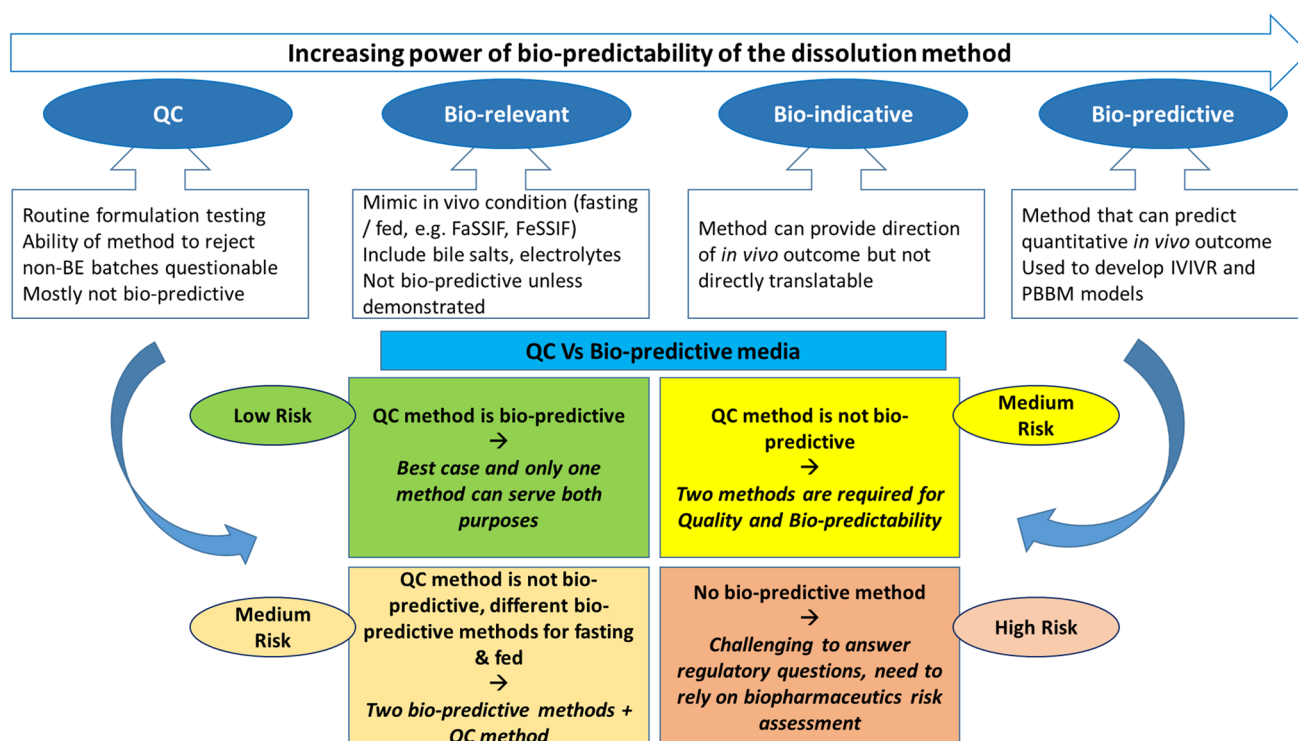 Increasing power of bio-predictability of the dissolution method
QC
Bio-relevant
Bio-indicative
Bio-predictive
Routine formulation testing
Ability of method to reject
non-BE batches questionable
Mostly not bio-predictive
Mimic in vivo condition (fasting
/ fed, e.g. FaSSIF, FeSSIF)
Include bile salts, electrolytes
Not bio-predictive unless
demonstrated
Method can provide direction
of in vivo outcome but not
directly translatable
Method that can predict
quantitative in vivo outcome
Used to develop IVIVR and
PBBM models
QC Vs Bio-predictive media
Low Risk
QC method is bio-predictive
→
Best case and only one
method can serve both
purposes
QC method is not bio-
predictive
→
Two methods are required for
Quality and Bio-predictability
Medium
Risk
Medium
Risk
QC method is not bio-
predictive, different bio-
predictive methods for fasting
& fed
→
Two bio-predictive methods +
QC method
No bio-predictive method
→
Challenging to answer
regulatory questions, need to
rely on biopharmaceutics risk
assessment
High Risk